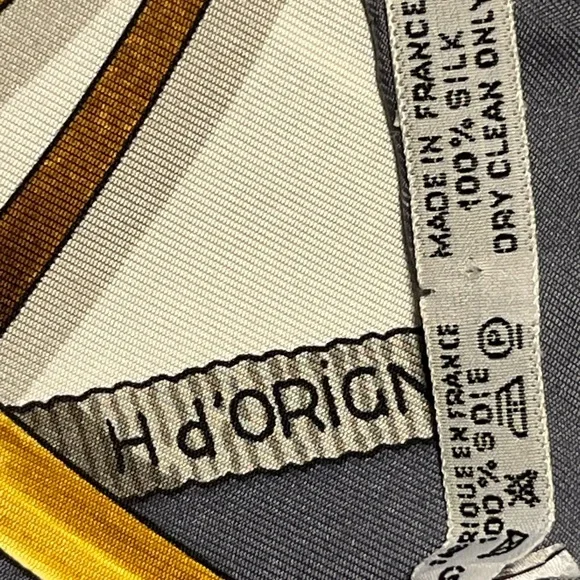 MADE IN FRANCE
100% SILK
DRY CLEAN ONLY
RIQUE EN FRANCE
100% SOIE
P
H d'ORIGN